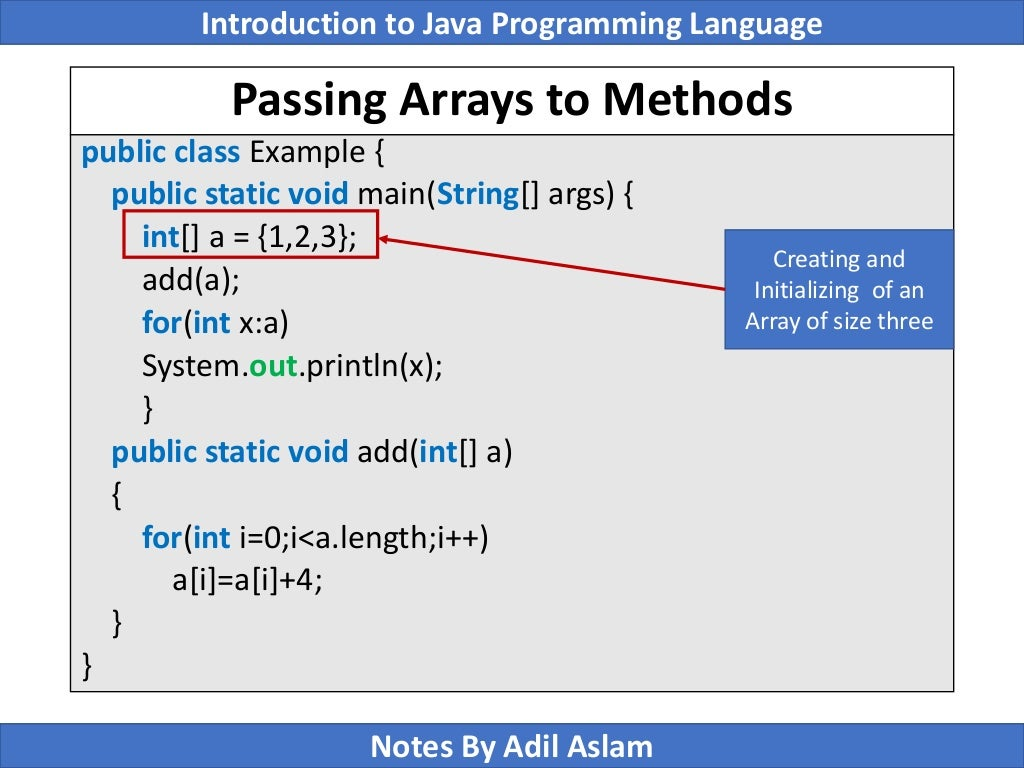 Introduction to Java Programming Language
Passing Arrays to Methods
public class Example {
public static void main(String[] args) {
int[] a = {1,2,3};
add(a);
for(int x:a)
System.out.println(x);
}
public static void add(int[] a)
{
for(int i=0;i<a.length;i++)
a[i]=a[i]+4;
}
}
Creating and
Initializing of an
Array of size three
Notes By Adil Aslam